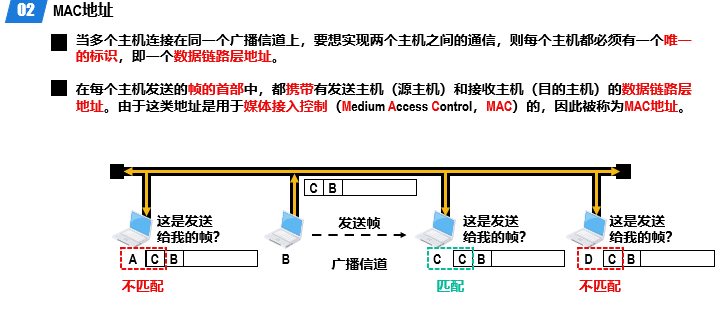 02 MAC地址
当多个主机连接在同一个广播信道上，要想实现两个主机之间的通信，则每个主机都必须有一个唯一
的标识，即一个数据链路层地址。
在每个主机发送的帧的首部中，都携带有发送主机（源主机）和接收主机（目的主机）的数据链路层
地址。由于这类地址是用于媒体接入控制（Medium Access Control，MAC）的，因此被称为MAC地址。
C B
这是发送
给我的帧？
A C B
不匹配
B
发送帧
广播信道
这是发送
给我的帧？
C C B
匹配
这是发送
给我的帧？
D C B
不匹配